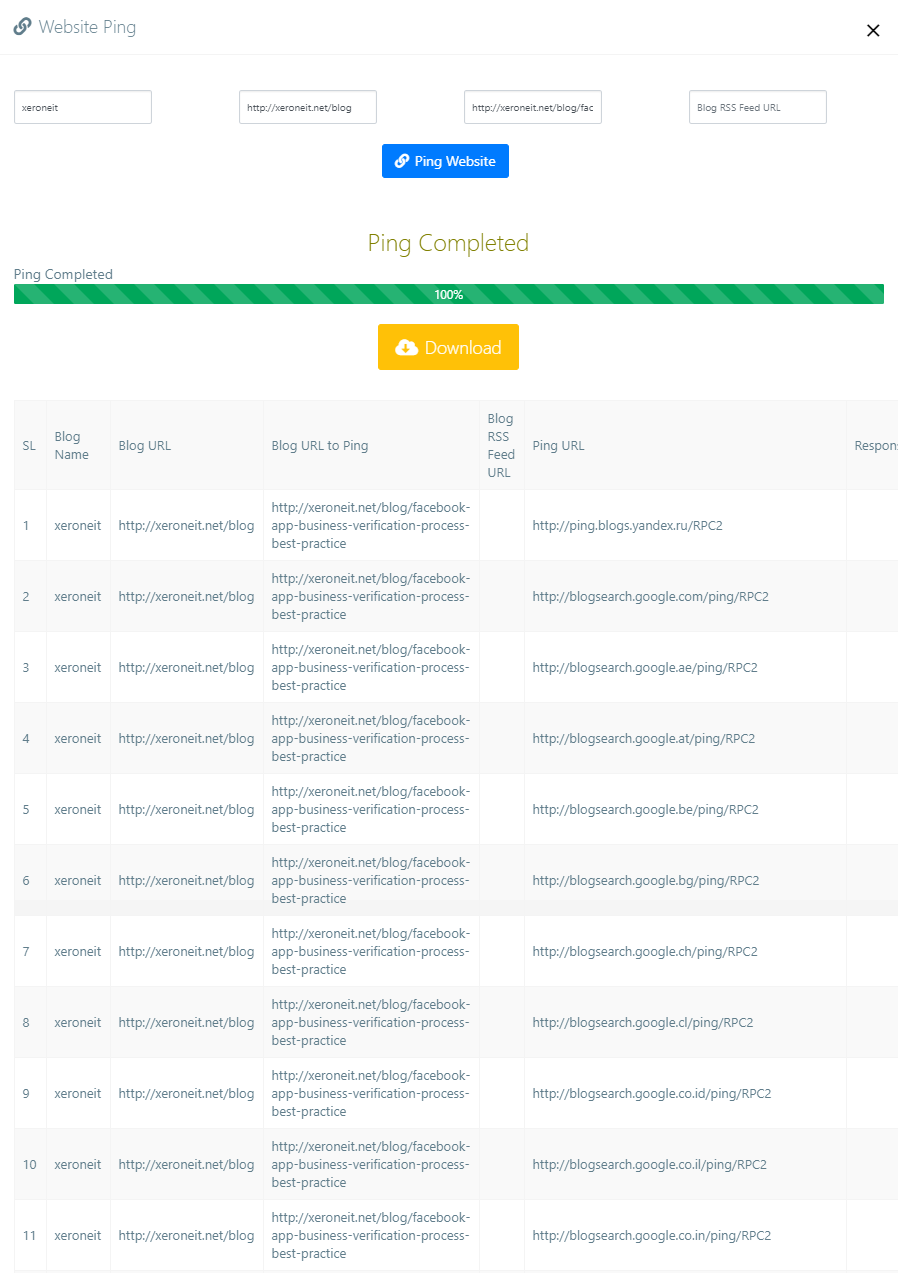 Website Ping
xeroneit
http://xeroneit.net/blog
http://xeroneit.net/blog/fac
Blog RSS Feed URL
Ping Website
Ping Completed
Ping Completed
100%
Download
SL
Blog
Name
Blog URL
Blog URL to Ping
Blog
RSS
Feed
URL
Ping URL
Respons
1
xeroneit
http://xeroneit.net/blog
http://xeroneit.net/blog/facebook-
app-business-verification-process-
best-practice
http://ping.blogs.yandex.ru/RPC2
2
xeroneit
http://xeroneit.net/blog
http://xeroneit.net/blog/facebook-
app-business-verification-process-
best-practice
http://blogsearch.google.com/ping/RPC2
3
xeroneit
http://xeroneit.net/blog
http://xeroneit.net/blog/facebook-
app-business-verification-process-
best-practice
http://blogsearch.google.ae/ping/RPC2
4
xeroneit
http://xeroneit.net/blog
http://xeroneit.net/blog/facebook-
app-business-verification-process-
best-practice
http://blogsearch.google.at/ping/RPC2
5
xeroneit
http://xeroneit.net/blog
http://xeroneit.net/blog/facebook-
app-business-verification-process-
best-practice
http://blogsearch.google.be/ping/RPC2
6
xeroneit
http://xeroneit.net/blog
http://xeroneit.net/blog/facebook-
app-business-verification-process-
best-practice
http://blogsearch.google.bg/ping/RPC2
7
xeroneit
http://xeroneit.net/blog
http://xeroneit.net/blog/facebook-
app-business-verification-process-
best-practice
http://blogsearch.google.ch/ping/RPC2
8
xeroneit
http://xeroneit.net/blog
http://xeroneit.net/blog/facebook-
app-business-verification-process-
best-practice
http://blogsearch.google.cl/ping/RPC2
9
xeroneit
http://xeroneit.net/blog
http://xeroneit.net/blog/facebook-
app-business-verification-process-
best-practice
http://blogsearch.google.co.id/ping/RPC2
10
xeroneit
http://xeroneit.net/blog
http://xeroneit.net/blog/facebook-
app-business-verification-process-
best-practice
http://blogsearch.google.co.il/ping/RPC2
11
xeroneit
http://xeroneit.net/blog
http://xeroneit.net/blog/facebook-
app-business-verification-process-
best-practice
http://blogsearch.google.co.in/ping/RPC2